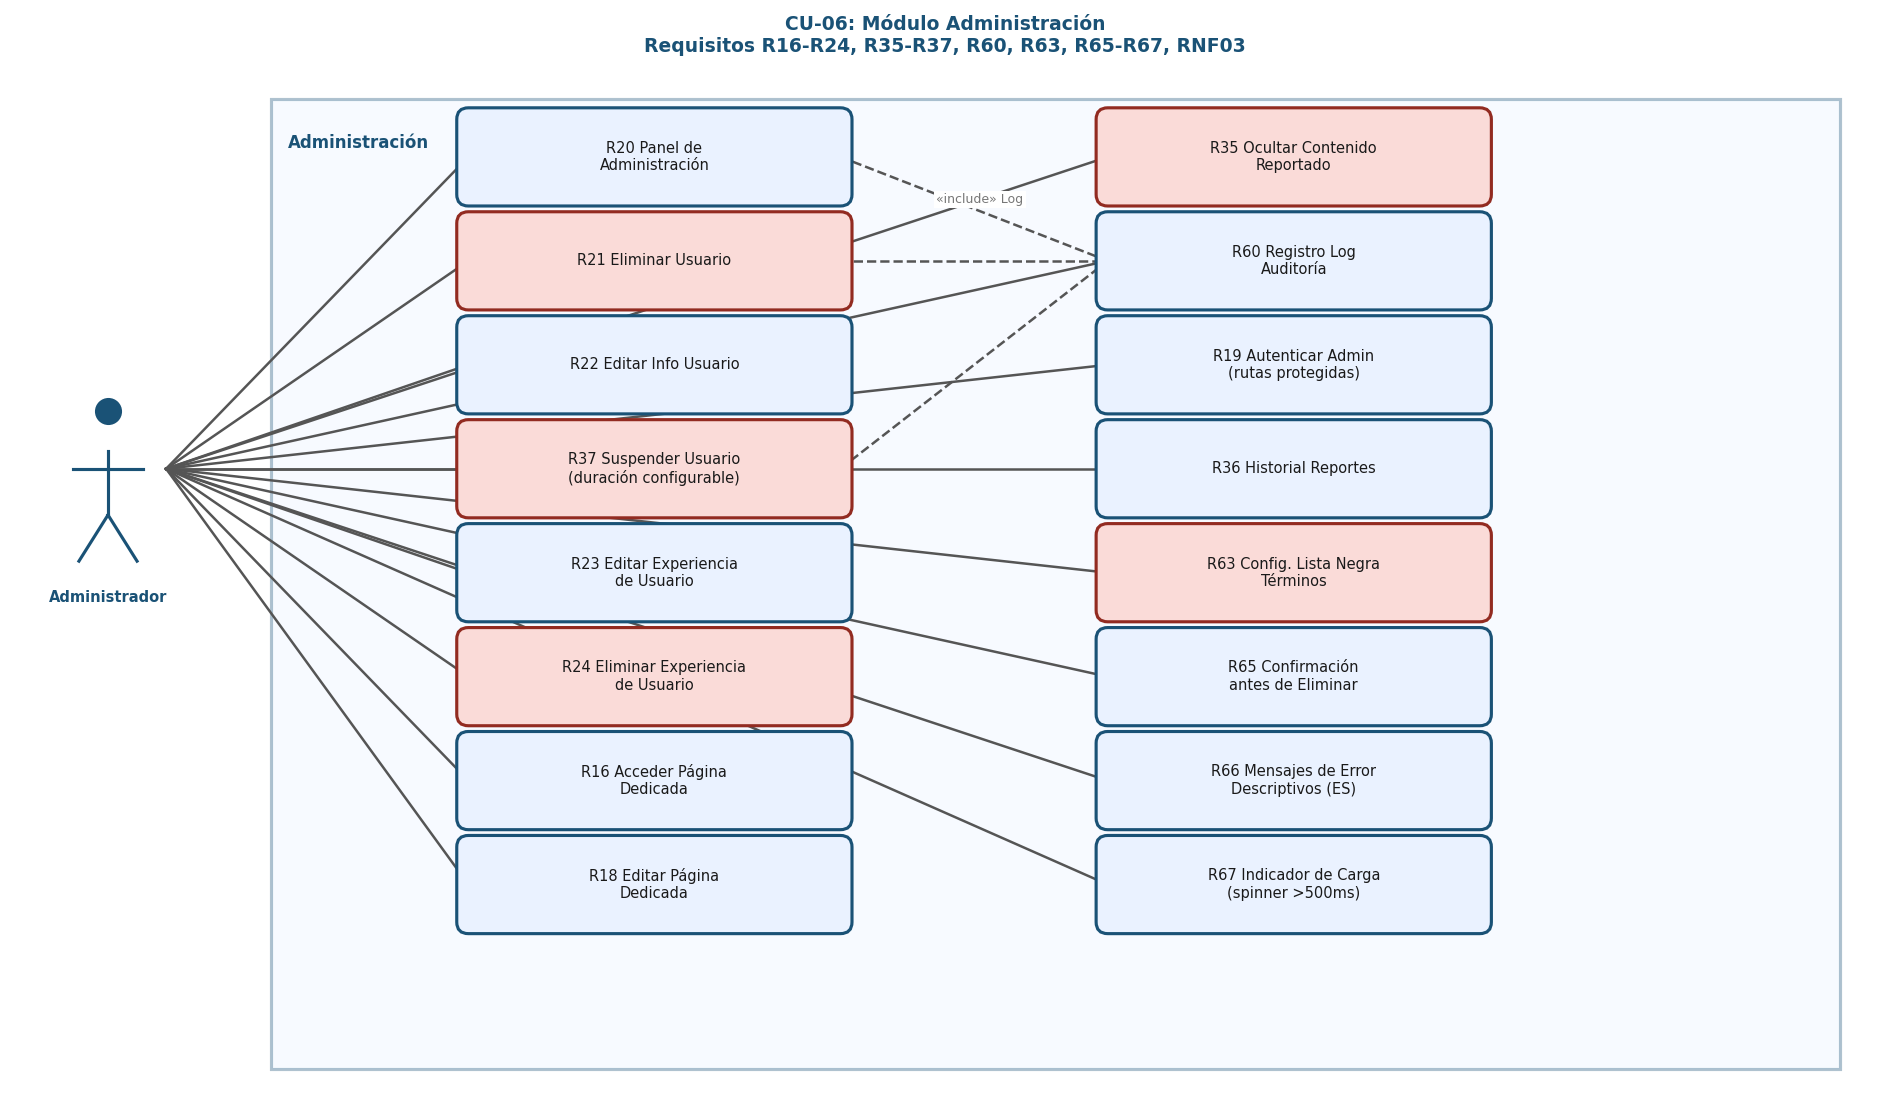 CU-06: Módulo Administración
Requisitos R16-R24, R35-R37, R60, R63, R65-R67, RNF03
Administración
R20 Panel de
Administración
R21 Eliminar Usuario
R22 Editar Info Usuario
R37 Suspender Usuario
(duración configurable)
R23 Editar Experiencia
de Usuario
R24 Eliminar Experiencia
de Usuario
R16 Acceder Página
Dedicada
R18 Editar Página
Dedicada
«include» Log
R35 Ocultar Contenido
Reportado
R60 Registro Log
Auditoría
R19 Autenticar Admin
(rutas protegidas)
R36 Historial Reportes
R63 Config. Lista Negra
Términos
R65 Confirmación
antes de Eliminar
R66 Mensajes de Error
Descriptivos (ES)
R67 Indicador de Carga
(spinner >500ms)
Administrador